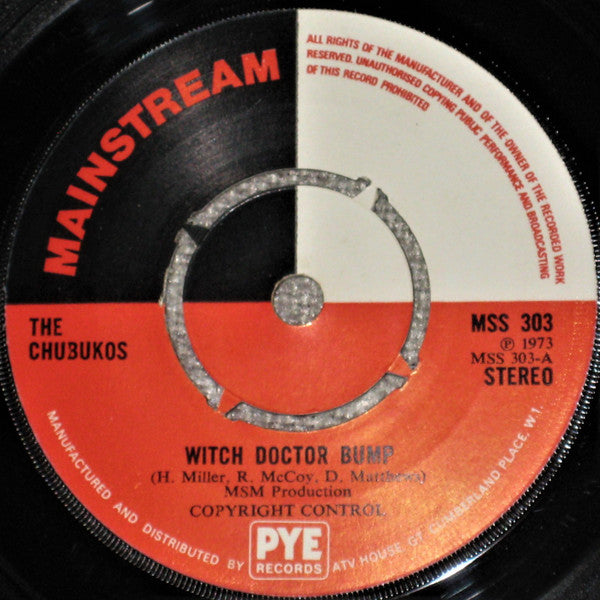 MAINSTREAM
ALL RIGHTS OF THE MANUFACTURER AND OF THE OWNER OF THE RECORDED WORK
RESERVED. UNAUTHORISED COPYING PUBLIC PERFORMANCE AND BROADCASTING
OF THIS RECORD PROHIBITED
THE
CHUBUKOS
MSS 303
℗ 1973
MSS 303-A
STEREO
WITCH DOCTOR BUMP
(H. Miller, R. McCoy, D. Matthews)
MSM Production
COPYRIGHT CONTROL
PYE
RECORDS
MANUFACTURED AND DISTRIBUTED BY ATV HOUSE GT CUMBERLAND PLACE, W.1.